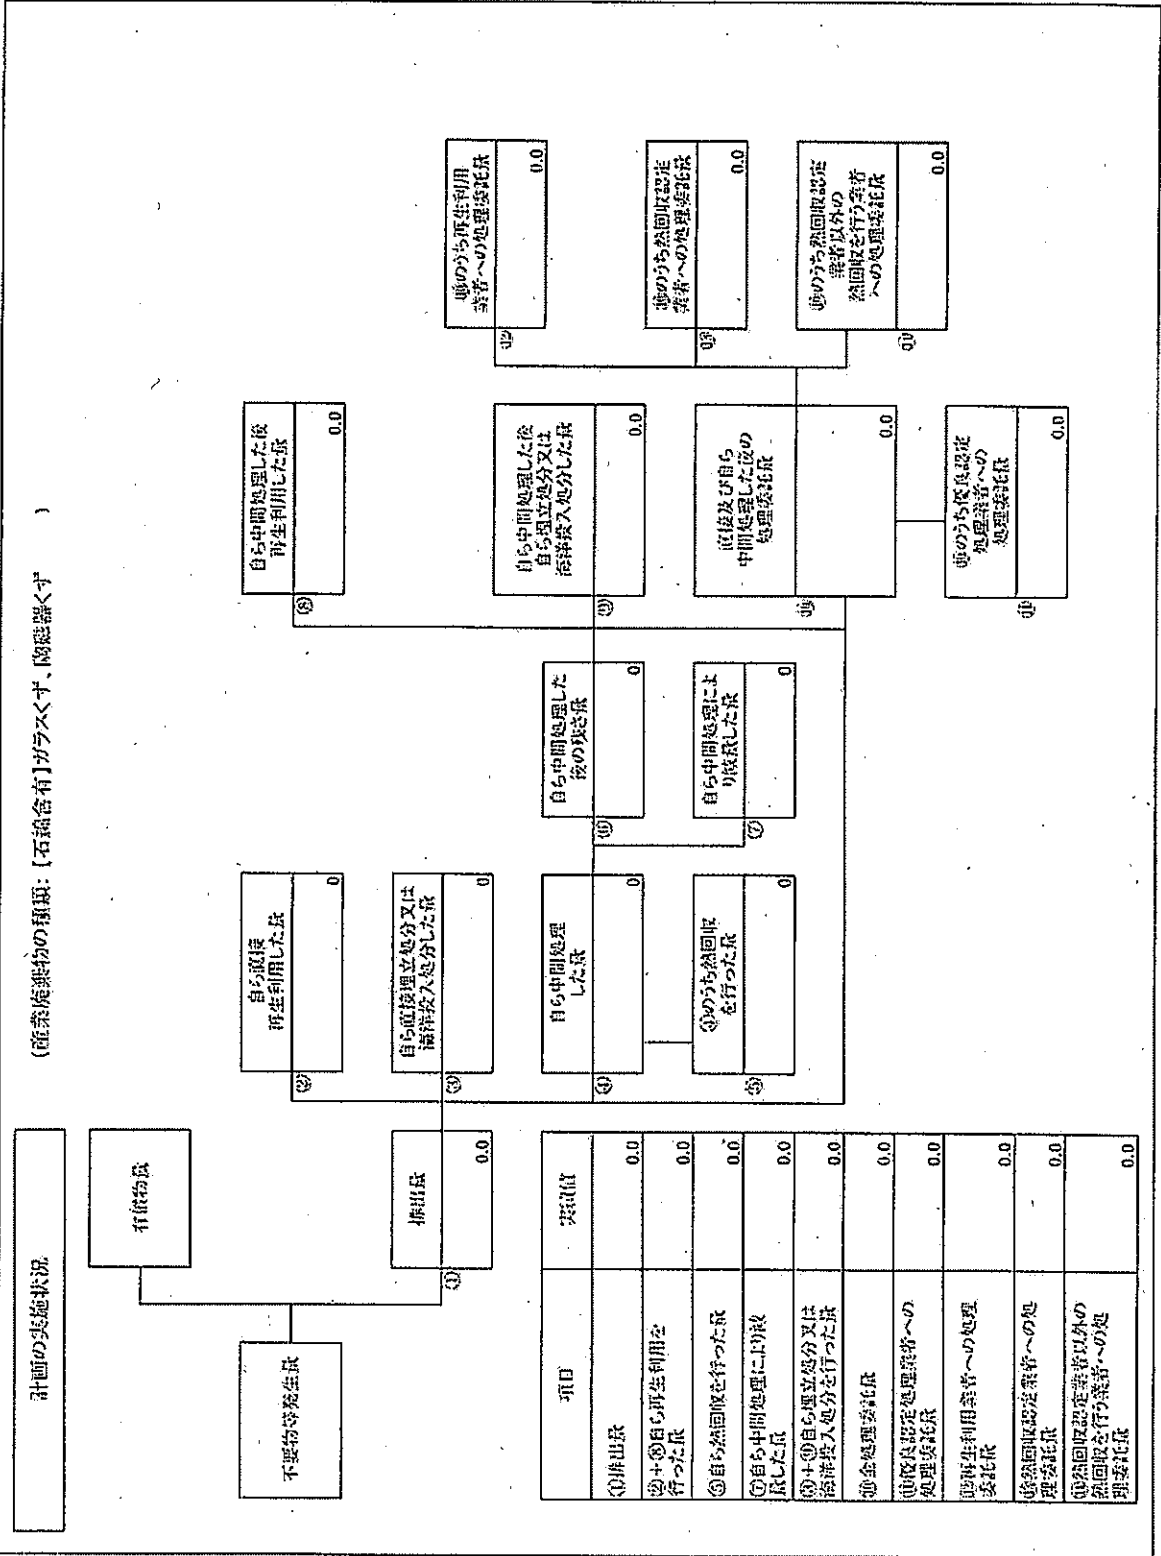 計画の実施状況
(産業廃棄物の種類:[石綿含有]ガラスくず、陶磁器くず )
不要物等発生量
有償物量
①
排出量
0.0
②
自ら直接
再生利用した量
0
③
自ら直接埋立処分又は
海洋投入処分した量
0
④
自ら中間処理
した量
0
⑤
④のうち熱回収
を行った量
0
⑥
自ら中間処理した
後の残さ量
0
⑦
自ら中間処理によ
り減量した量
0
⑧
自ら中間処理した後
再生利用した量
0.0
⑨
自ら中間処理した後
自ら埋立処分又は
海洋投入処分した量
0.0
⑩
直接及び自ら
中間処理した後の
処理委託量
0.0
⑪
⑩のうち優良認定
処理業者への
処理委託量
0.0
⑫
⑩のうち再生利用
業者への処理委託量
0.0
⑬
⑩のうち熱回収認定
業者への処理委託量
0.0
⑭
⑩のうち熱回収認定
業者以外の
熱回収を行う業者
への処理委託量
0.0
項目 実績値
①排出量 0.0
②+⑧自ら再生利用を
行った量 0.0
⑤自ら熱回収を行った量 0.0
⑦自ら中間処理により減
量した量 0.0
③+⑨自ら埋立処分又は
海洋投入処分を行った量 0.0
⑩全処理委託量 0.0
⑪優良認定処理業者への
処理委託量 0.0
⑫再生利用業者への処理
委託量 0.0
⑬熱回収認定業者への処
理委託量 0.0
⑭熱回収認定業者以外の
熱回収を行う業者への処
理委託量 0.0